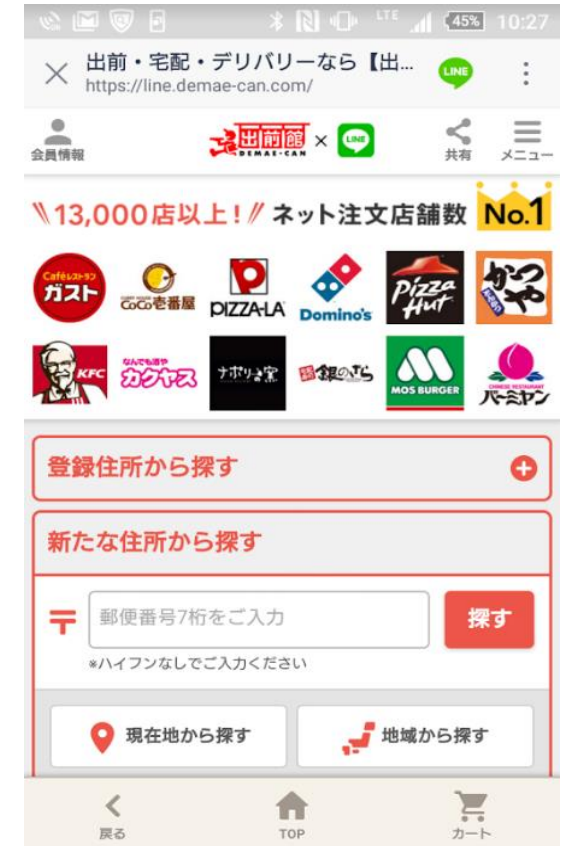 LTE 45% 10:27
出前・宅配・デリバリーなら【出...
https://line.demae-can.com/
LINE
会員情報
出前館 × LINE
DEMAE-CAN
共有
メニュー
13,000店以上! ネット注文店舗数 No.1
Caféレストラン
ガスト
CoCo壱番屋
PIZZA-LA
Domino's
Pizza Hut
かつや
KFC
なんでも酒や
カクヤス
ナポリの窯
銀のさら
MOS BURGER
CHINESE RESTAURANT
バーミヤン
登録住所から探す
新たな住所から探す
〒 郵便番号7桁をご入力 探す
*ハイフンなしでご入力ください
現在地から探す 地域から探す
戻る TOP カート